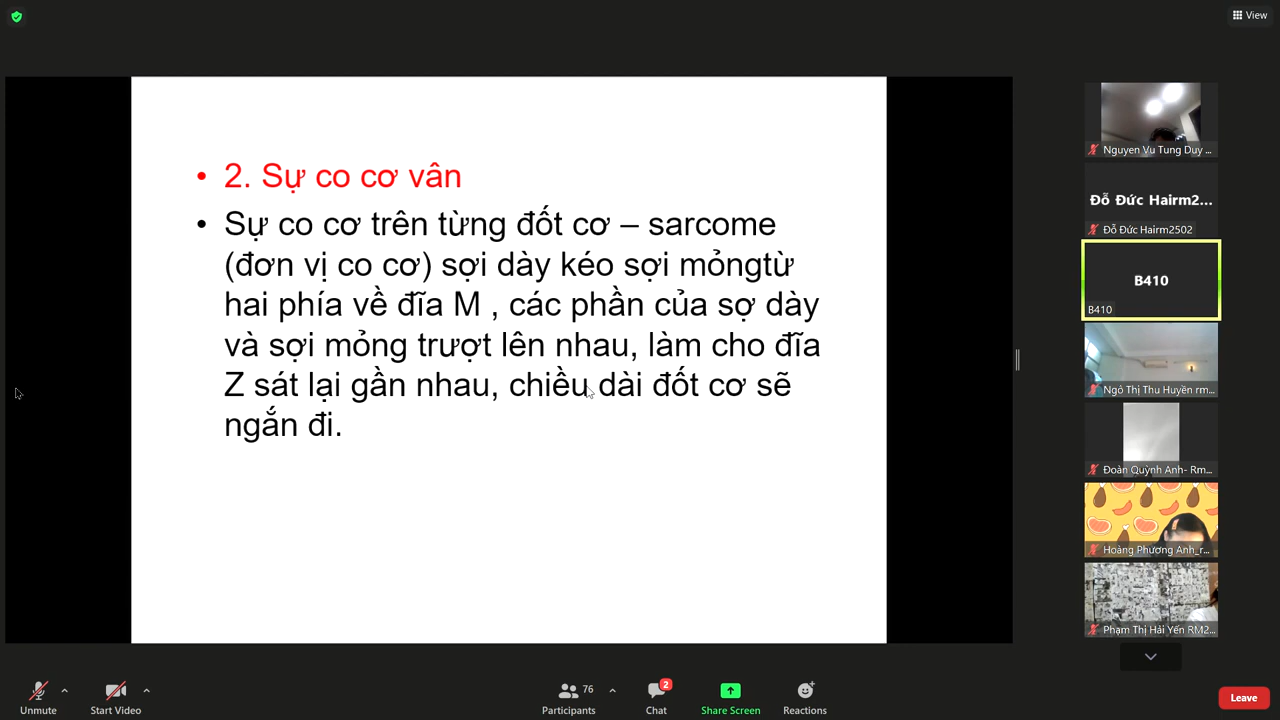 View
• 2. Sự co cơ vân
• Sự co cơ trên từng đốt cơ – sarcome
(đơn vị co cơ) sợi dày kéo sợi mỏngtừ
hai phía về đĩa M , các phần của sợ dày
và sợi mỏng trượt lên nhau, làm cho đĩa
Z sát lại gần nhau, chiều dài đốt cơ sẽ
ngắn đi.
Nguyen Vu Tung Duy ...
Đỗ Đức Hairm2...
Đỗ Đức Hairm2502
B410
B410
Ngô Thị Thu Huyền rm...
Đoàn Quỳnh Anh- Rm...
Hoàng Phương Anh_r...
Phạm Thị Hải Yến RM2...
Unmute
Start Video
Participants
76
Chat
2
Share Screen
Reactions
Leave